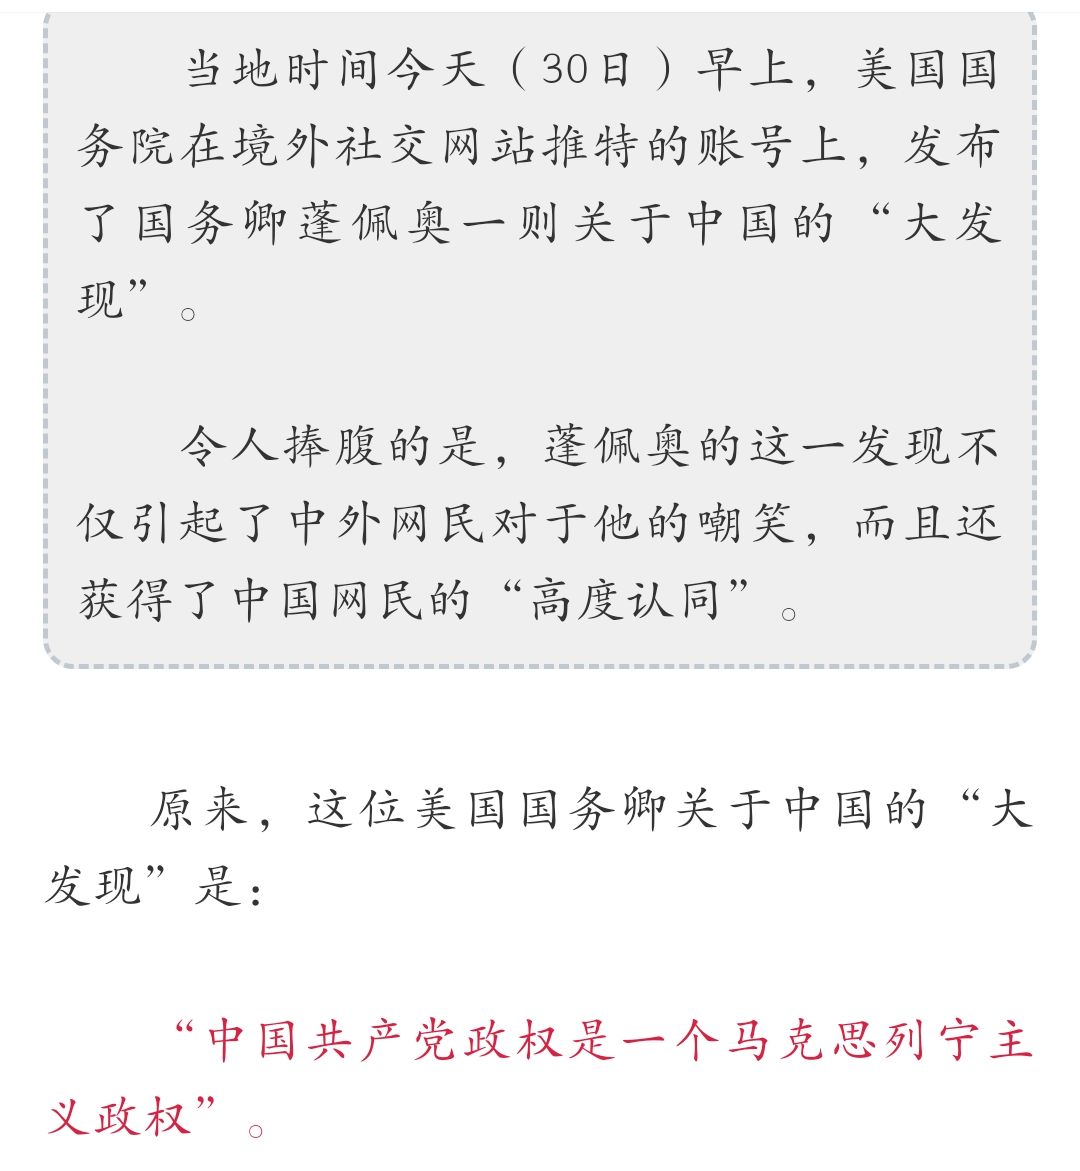 当地时间今天（30日）早上，美国国
务院在境外社交网站推特的账号上，发布
了国务卿蓬佩奥一则关于中国的“大发
现”。
令人捧腹的是，蓬佩奥的这一发现不
仅引起了中外网民对于他的嘲笑，而且还
获得了中国网民的“高度认同”。
原来，这位美国国务卿关于中国的“大
发现”是：
“中国共产党政权是一个马克思列宁主
义政权”。